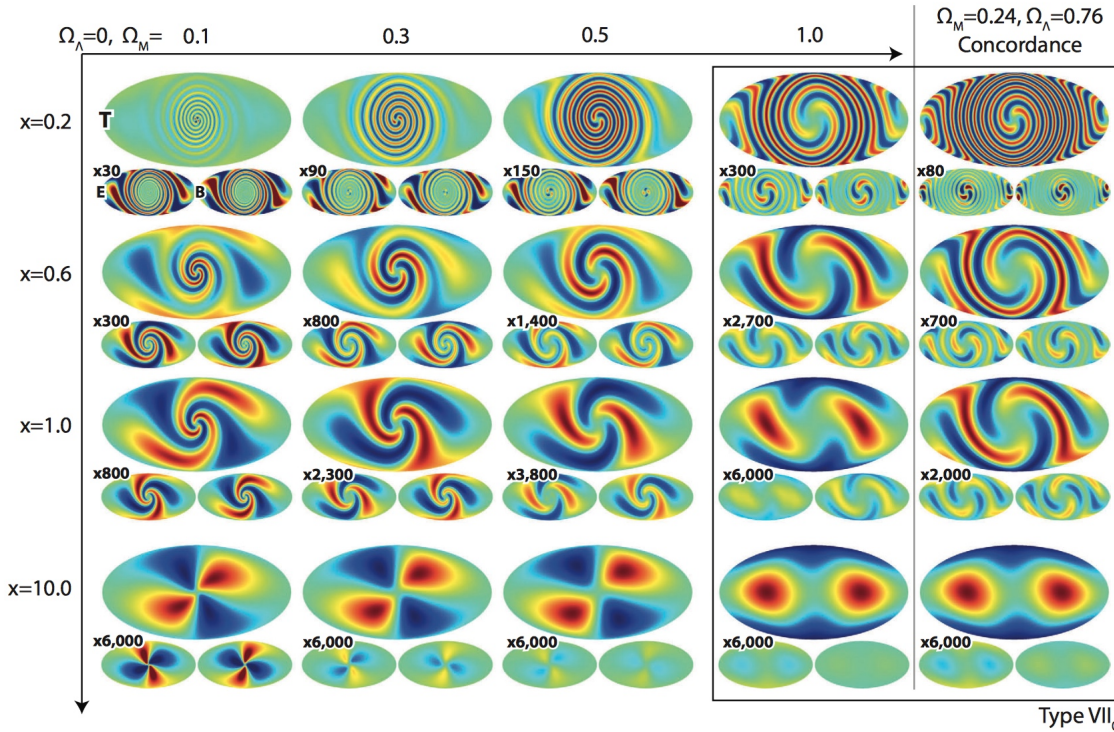 Ω_Λ=0, Ω_M= 0.1 0.3 0.5 1.0
Ω_M=0.24, Ω_Λ=0.76
Concordance
x=0.2
T
x30 x90 x150 x300 x80
E B
x=0.6
x300 x800 x1,400 x2,700 x700
x=1.0
x800 x2,300 x3,800 x6,000 x2,000
x=10.0
x6,000 x6,000 x6,000 x6,000 x6,000
Type VII